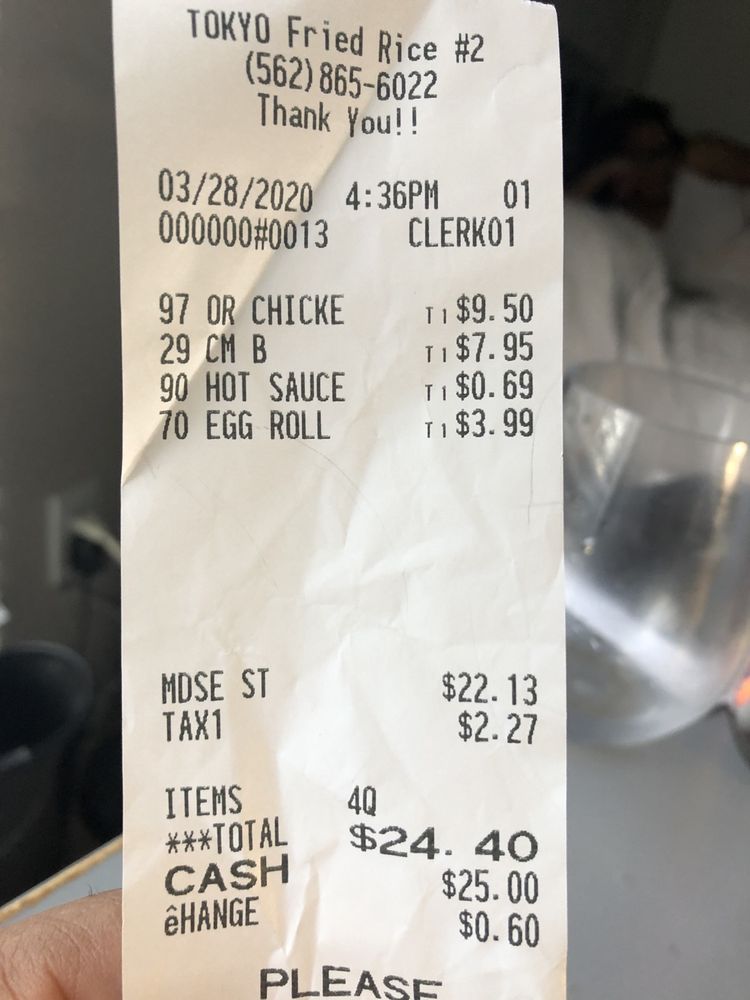 TOKYO Fried Rice #2
(562)865-6022
Thank You!!
03/28/2020 4:36PM 01
000000#0013 CLERK01
97 OR CHICKE T1 $9.50
29 CM B T1 $7.95
90 HOT SAUCE T1 $0.69
70 EGG ROLL T1 $3.99
MDSE ST $22.13
TAX1 $2.27
ITEMS 4Q
***TOTAL $24.40
CASH $25.00
êHANGE $0.60
PLEASE